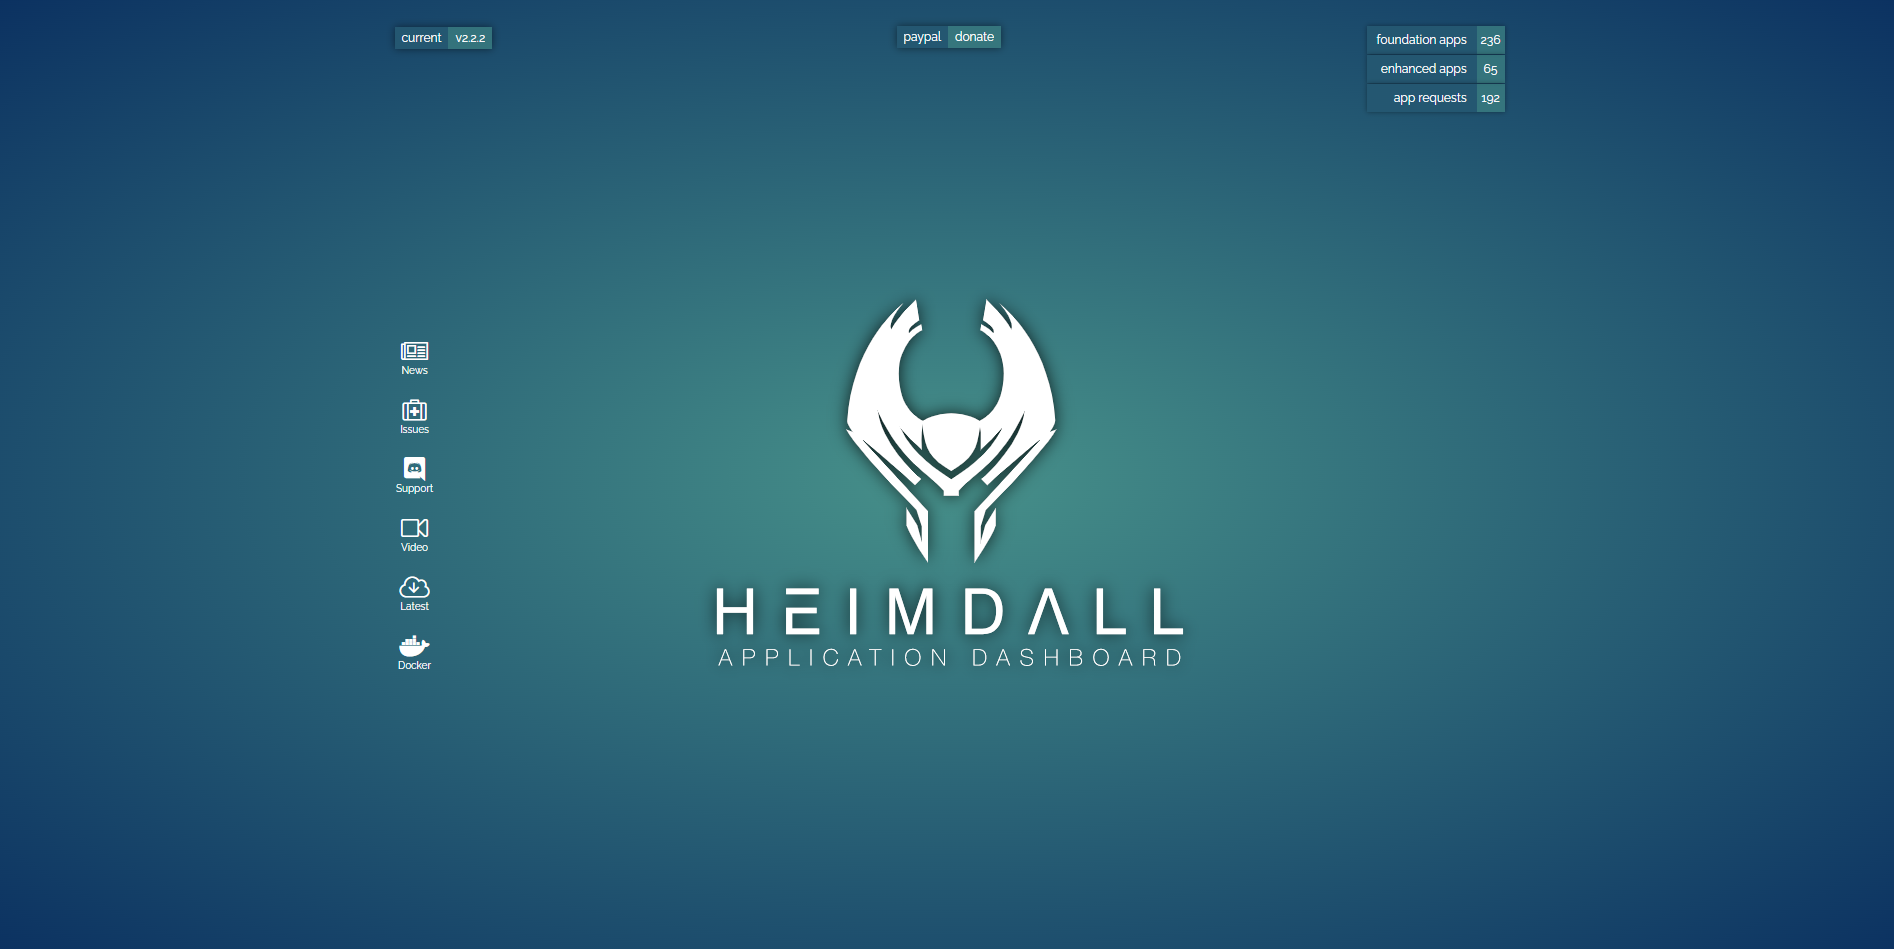 current v2.2.2
paypal donate
foundation apps 236
enhanced apps 65
app requests 192
News
Issues
Support
Video
Latest
Docker
HEIMDALL
APPLICATION DASHBOARD